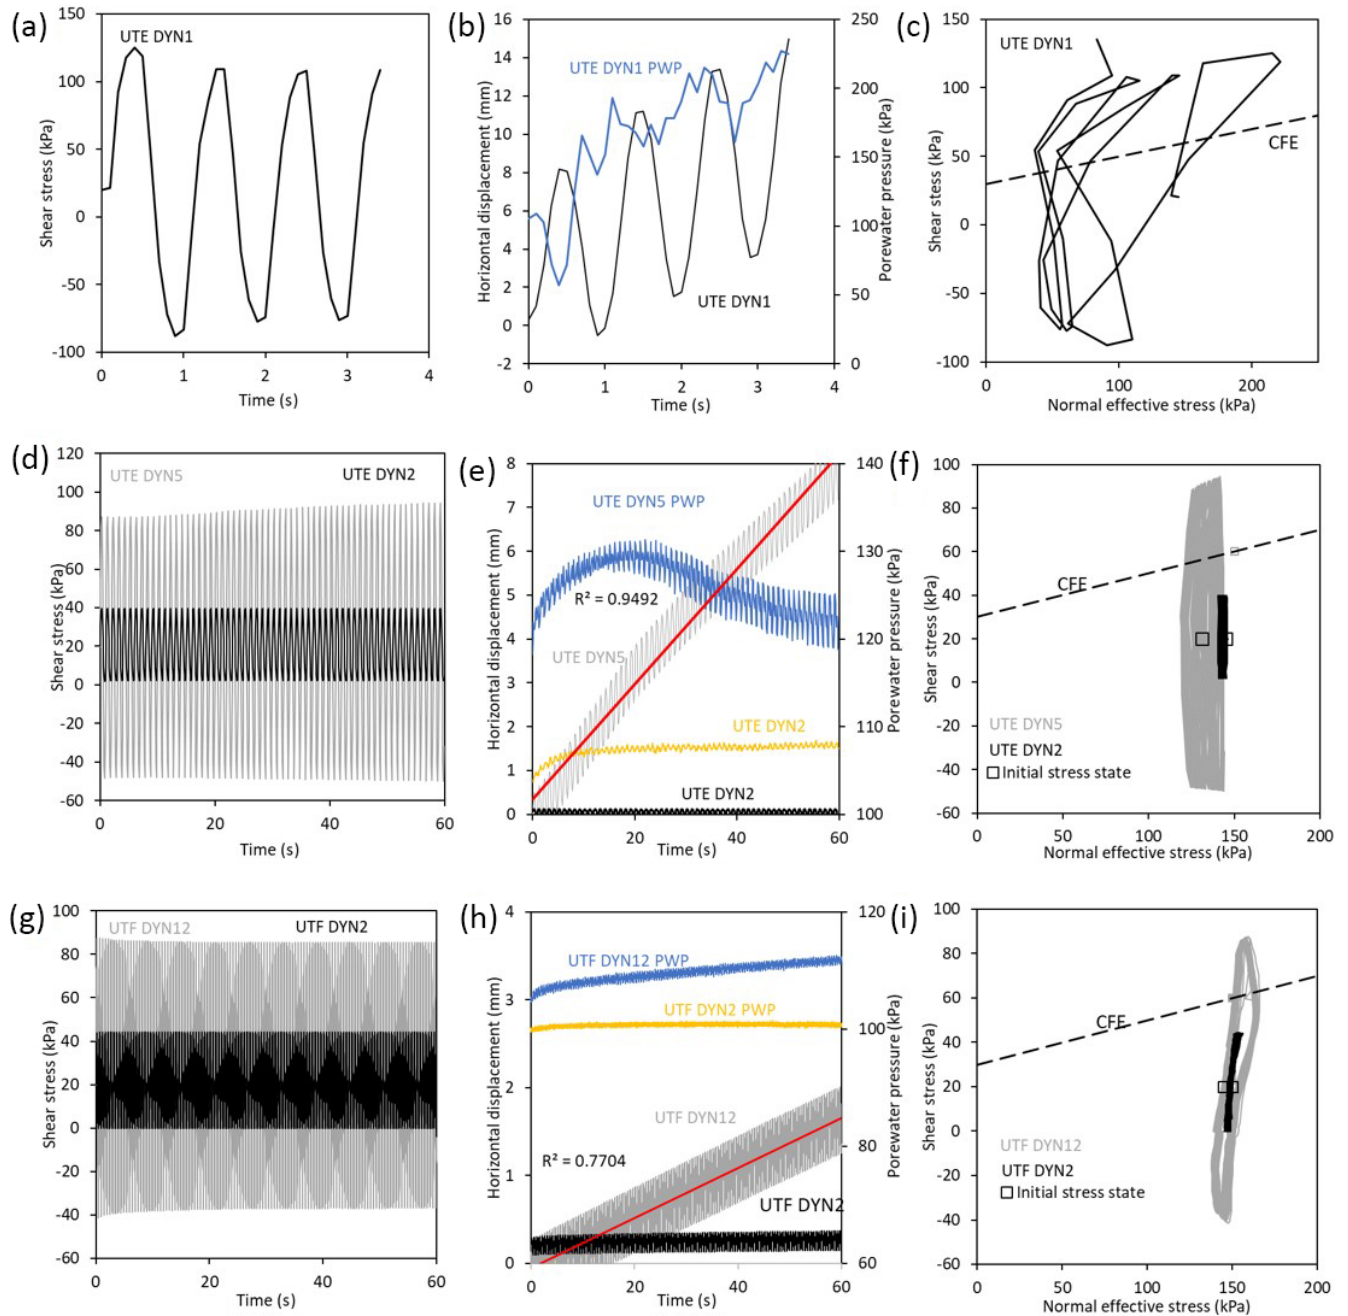 (a)
150
100
50
0
-50
-100
Shear stress (kPa)
UTE DYN1
0 1 2 3 4
Time (s)
(b)
16
14
12
10
8
6
4
2
0
-2
Horizontal displacement (mm)
UTE DYN1 PWP
UTE DYN1
250
200
150
100
50
0
Porewater pressure (kPa)
0 1 2 3 4
Time (s)
(c)
150
100
50
0
-50
-100
Shear stess (kPa)
UTE DYN1
CFE
0 100 200
Normal effective stress (kPa)
(d)
120
100
80
60
40
20
0
-20
-40
-60
Shear stress (kPa)
UTE DYN5
UTE DYN2
0 20 40 60
Time (s)
(e)
8
7
6
5
4
3
2
1
0
Horizontal displacement (mm)
UTE DYN5 PWP
R² = 0.9492
UTE DYN5
UTE DYN2
UTE DYN2
140
130
120
110
100
Porewater pressure (kPa)
0 20 40 60
Time (s)
(f)
100
80
60
40
20
0
-20
-40
-60
Shear stress (kPa)
CFE
UTE DYN5
UTE DYN2
Initial stress state
0 50 100 150 200
Normal effective stress (kPa)
(g)
100
80
60
40
20
0
-20
-40
-60
Shear stress (kPa)
UTF DYN12
UTF DYN2
0 20 40 60
Time (s)
(h)
4
3
2
1
0
Horizontal displacement (mm)
UTF DYN12 PWP
UTF DYN2 PWP
UTF DYN12
R² = 0.7704
UTF DYN2
120
100
80
60
Porewater pressure (kPa)
0 20 40 60
Time (s)
(i)
100
80
60
40
20
0
-20
-40
-60
Shear stress (kPa)
CFE
UTF DYN12
UTF DYN2
Initial stress state
0 50 100 150 200
Normal effective stress (kPa)